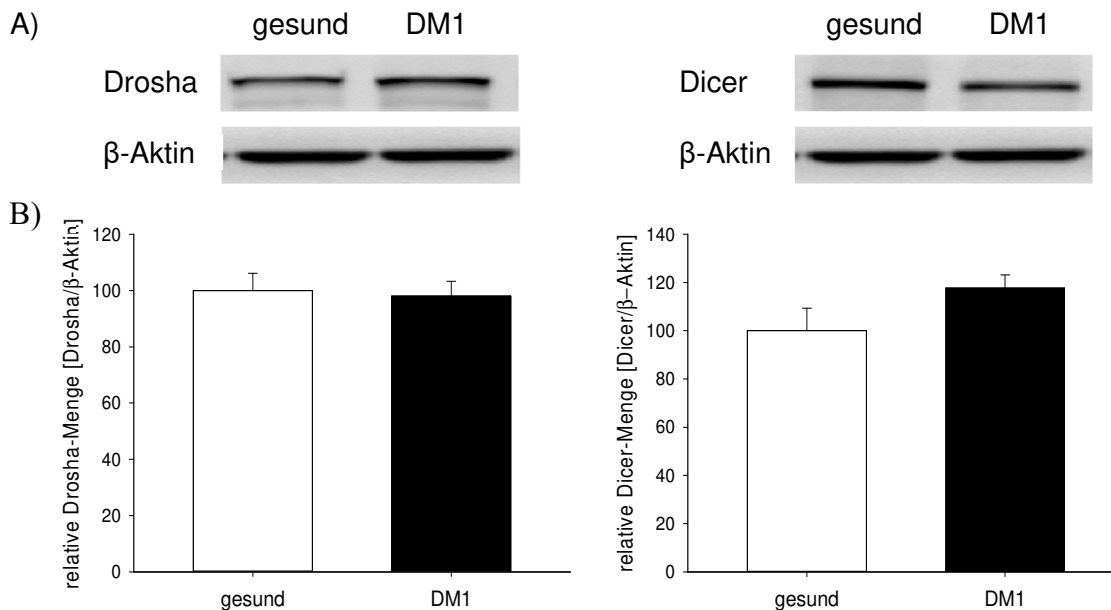 A)
gesund DM1
Drosha
β-Aktin
gesund DM1
Dicer
β-Aktin
B)
relative Drosha-Menge [Drosha/β-Aktin]
120
100
80
60
40
20
0
gesund DM1
relative Dicer-Menge [Dicer/β-Aktin]
140
120
100
80
60
40
20
0
gesund DM1